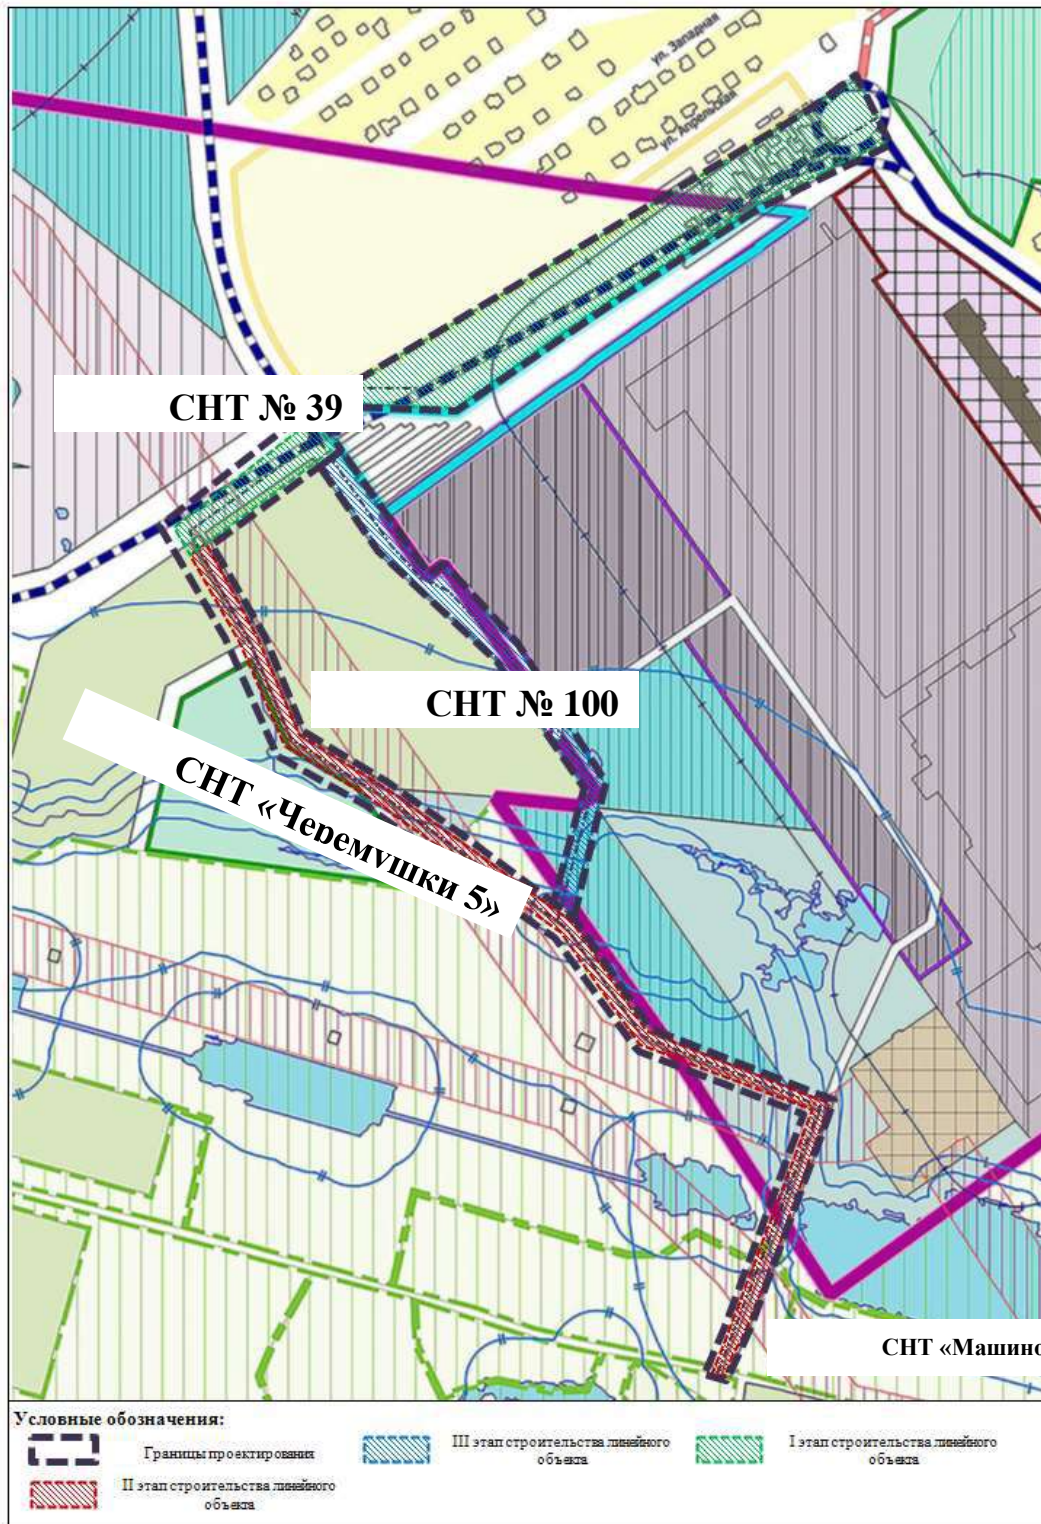 ул. Западная
ул. Апрельская
СНТ № 39
СНТ № 100
СНТ «Черемушки 5»
СНТ «Машино
Условные обозначения:
Границы проектирования
III этап строительства линейного
объекта
I этап строительства линейного
объекта
II этап строительства линейного
объекта